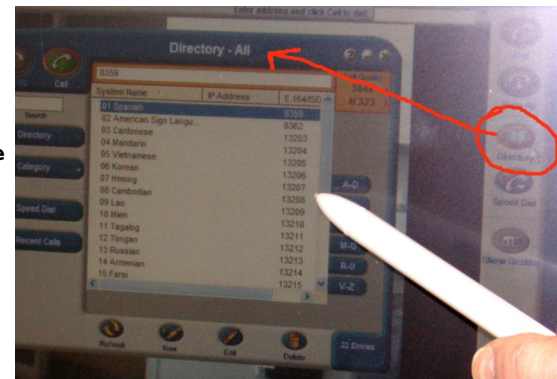 Enter address and click Call to dial.
Directory - All
Call
8359
Call Quality
384k
H.323
System Name / IP Address E.164/ISD
01 Spanish 8359
02 American Sign Langu... 8362
03 Cantonese 13203
04 Mandarin 13204
05 Vietnamese 13205
06 Korean 13206
07 Hmong 13207
08 Cambodian 13208
09 Lao 13209
10 Mien 13210
11 Tagalog 13211
12 Tongan 13212
13 Russian 13213
14 Armenian 13214
15 Farsi 13215
Search
Directory
Category
Speed Dial
Recent Calls
A-D
M-Q
R-U
V-Z
Refresh
New
Edit
Delete
22 Entries
Directory
Speed Dial
e